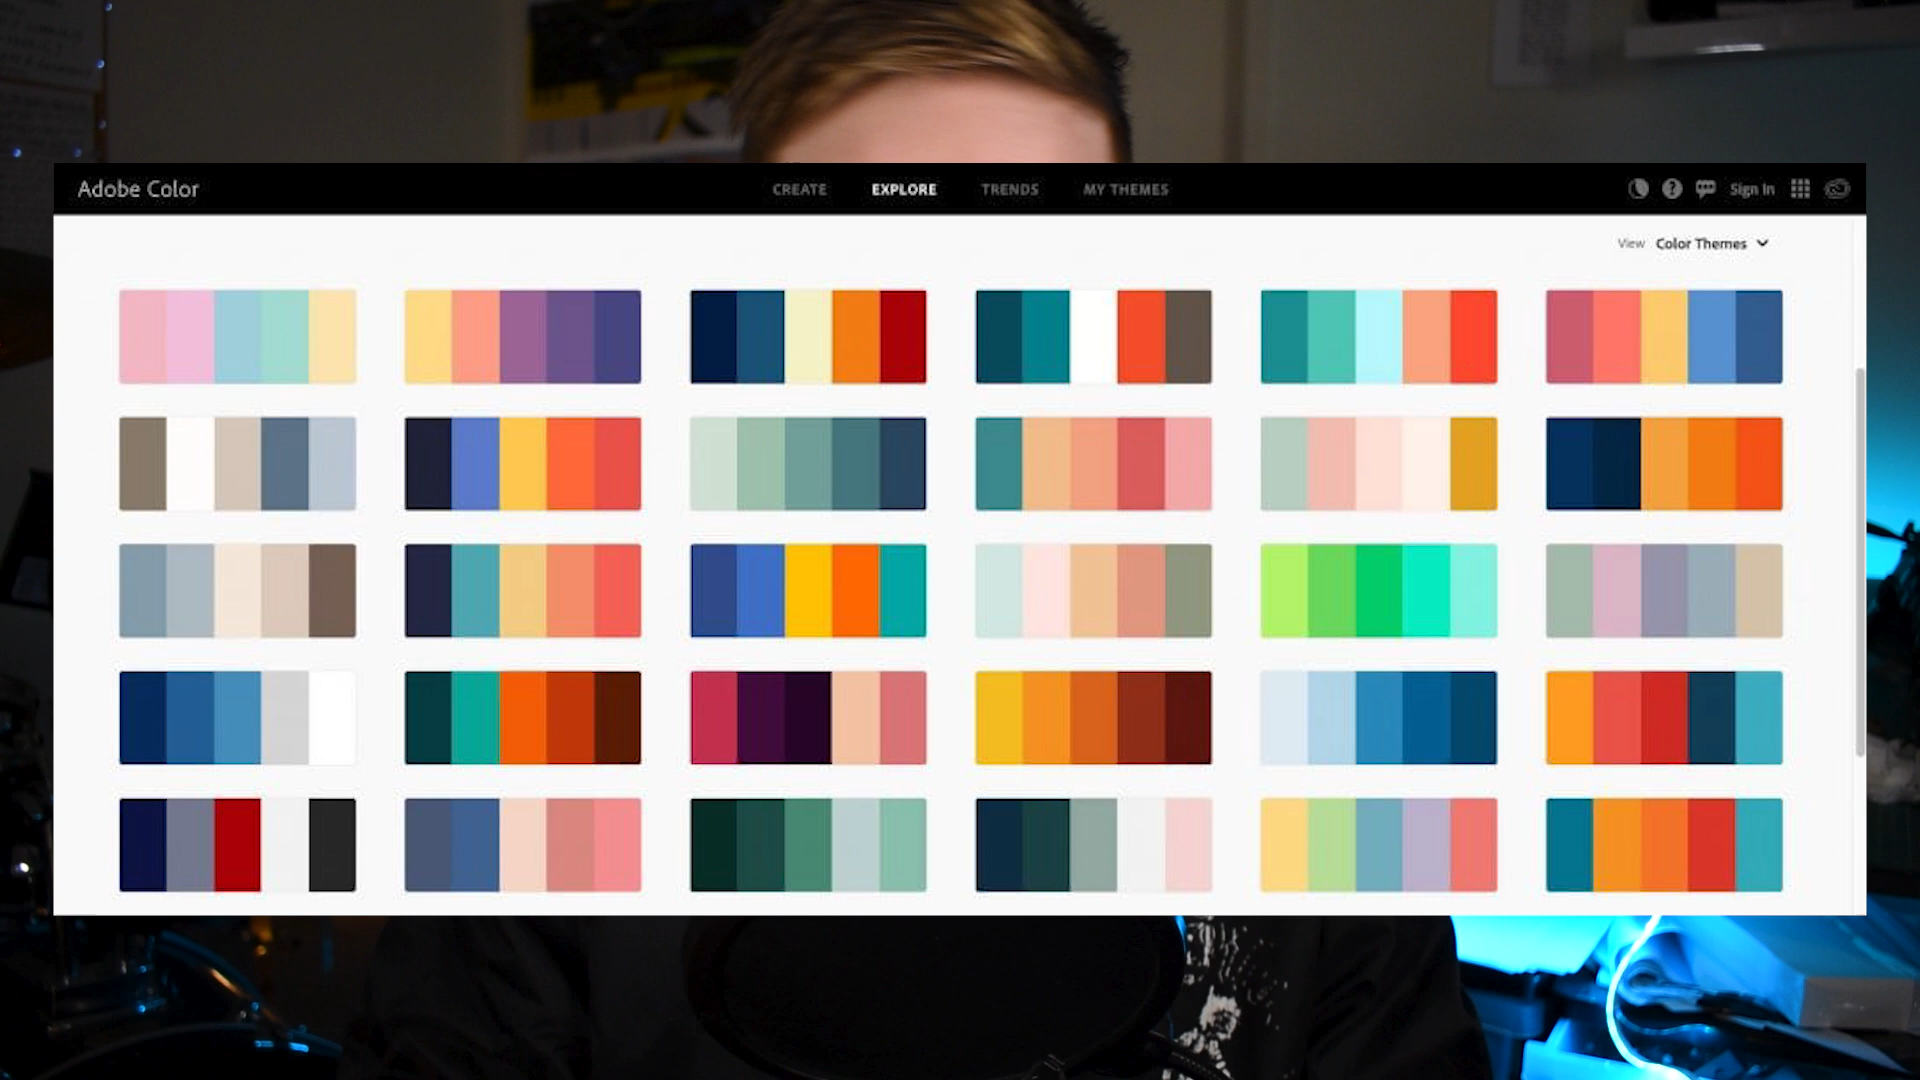 Adobe Color
CREATE EXPLORE TRENDS MY THEMES
Sign In
View Color Themes